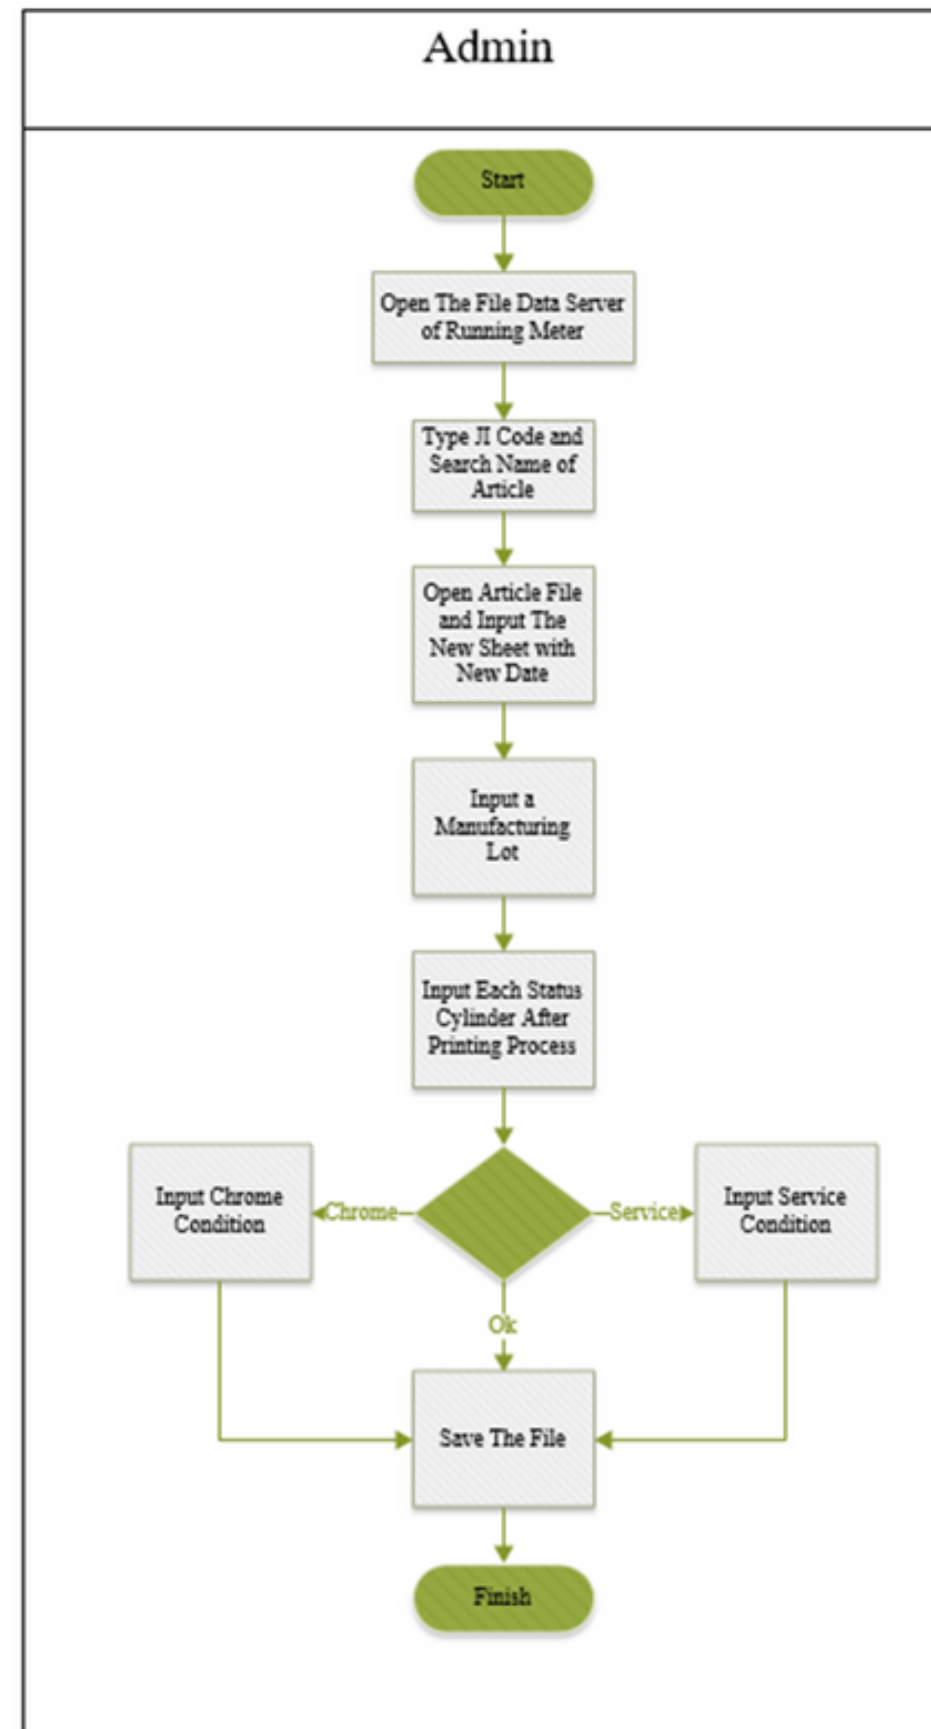 Admin
Start
Open The File Data Server
of Running Meter
Type JI Code and
Search Name of
Article
Open Article File
and Input The
New Sheet with
New Date
Input a
Manufacturing
Lot
Input Each Status
Cylinder After
Printing Process
Input Chrome
Condition
Chrome
Service
Input Service
Condition
Ok
Save The File
Finish